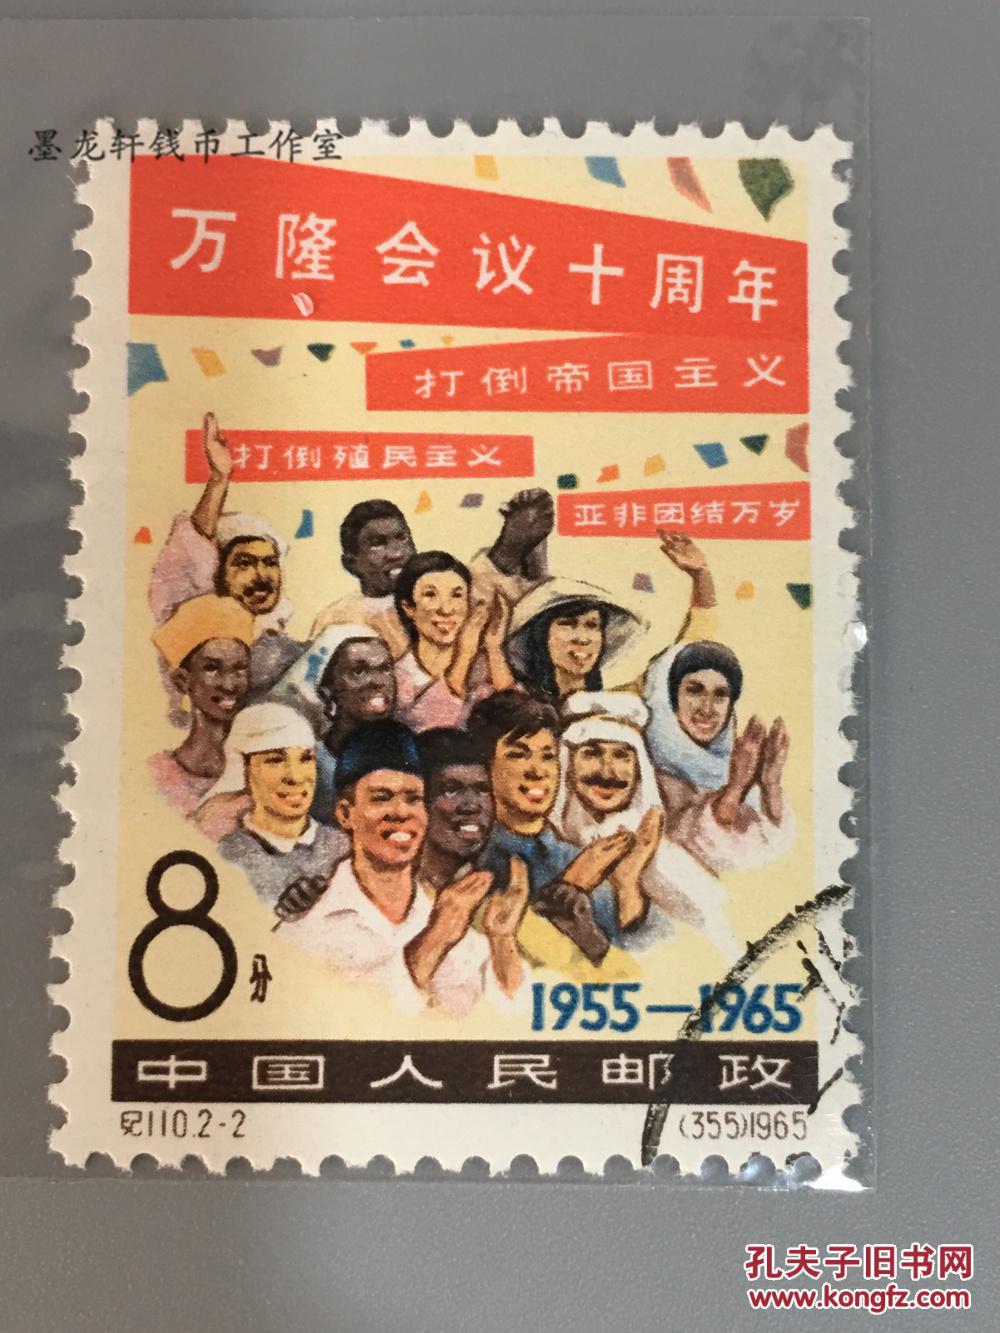 墨龙轩钱币工作室
万隆会议十周年
打倒帝国主义
打倒殖民主义
亚非团结万岁
8分
1955—1965
中国人民邮政
纪110.2-2 (355)1965
孔夫子旧书网
www.kongfz.com